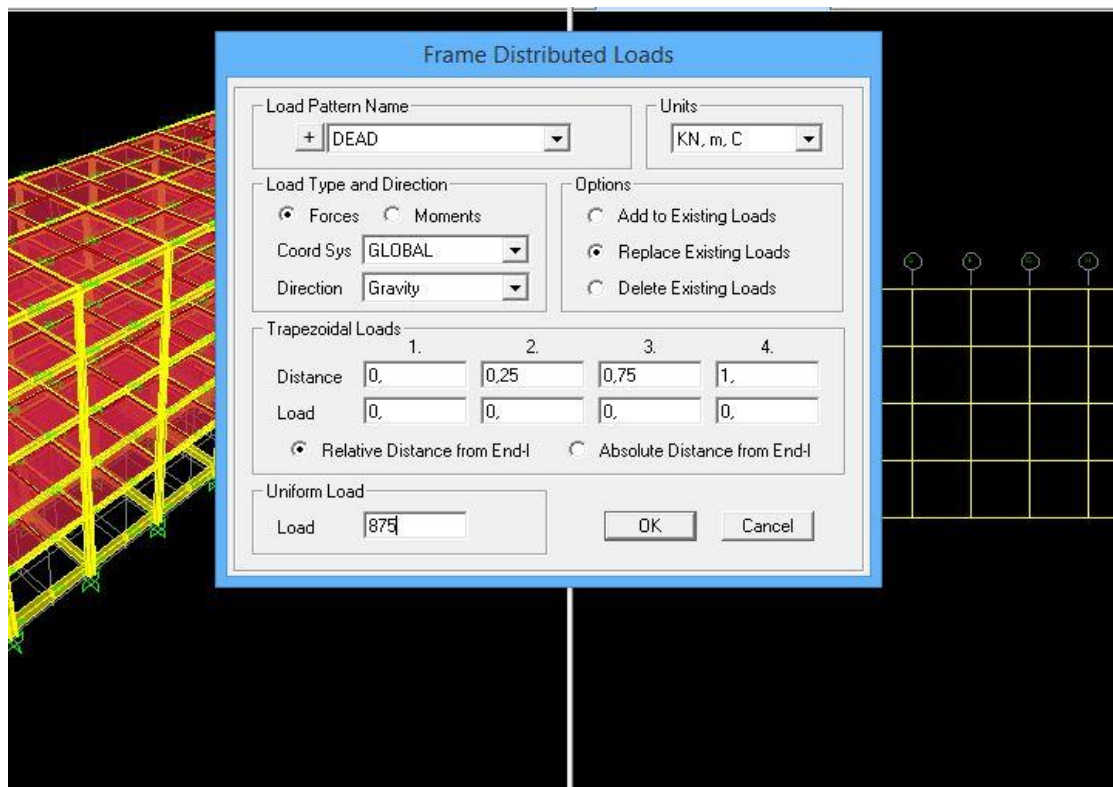 Frame Distributed Loads
Load Pattern Name
+ DEAD
Units
KN, m, C
Load Type and Direction
Forces Moments
Coord Sys GLOBAL
Direction Gravity
Options
Add to Existing Loads
Replace Existing Loads
Delete Existing Loads
Trapezoidal Loads
1. 2. 3. 4.
Distance 0, 0,25 0,75 1,
Load 0, 0, 0, 0,
Relative Distance from End-I Absolute Distance from End-I
Uniform Load
Load 875
OK Cancel